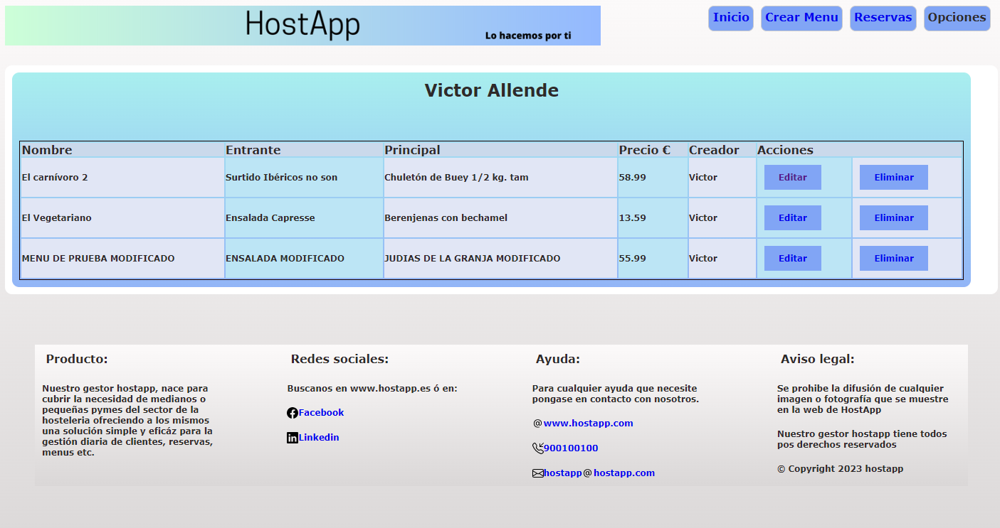 HostApp
Lo hacemos por ti
Inicio Crear Menu Reservas Opciones
Victor Allende
Nombre Entrante Principal Precio € Creador Acciones
El carnívoro 2 Surtido Ibéricos no son Chuletón de Buey 1/2 kg. tam 58.99 Victor Editar Eliminar
El Vegetariano Ensalada Capresse Berenjenas con bechamel 13.59 Victor Editar Eliminar
MENU DE PRUEBA MODIFICADO ENSALADA MODIFICADO JUDIAS DE LA GRANJA MODIFICADO 55.99 Victor Editar Eliminar
Producto:
Nuestro gestor hostapp, nace para
cubrir la necesidad de medianos o
pequeñas pymes del sector de la
hosteleria ofreciendo a los mismos
una solución simple y eficáz para la
gestión diaria de clientes, reservas,
menus etc.
Redes sociales:
Buscanos en www.hostapp.es ó en:
Facebook
Linkedin
Ayuda:
Para cualquier ayuda que necesite
pongase en contacto con nosotros.
@www.hostapp.com
900100100
hostapp@hostapp.com
Aviso legal:
Se prohibe la difusión de cualquier
imagen o fotografía que se muestre
en la web de HostApp
Nuestro gestor hostapp tiene todos
pos derechos reservados
© Copyright 2023 hostapp